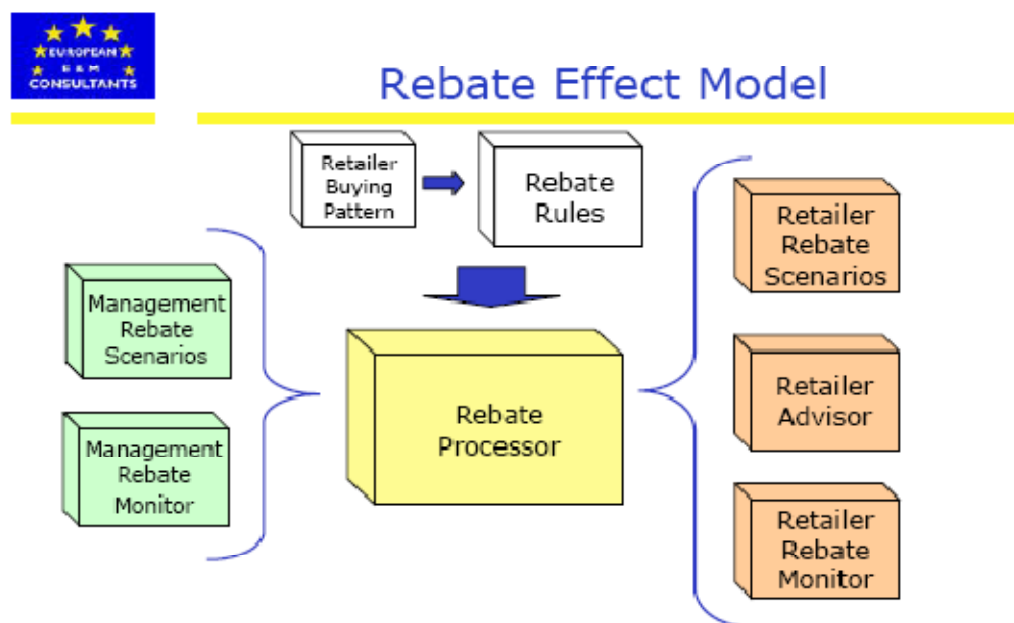 EUROPEAN
E & M
CONSULTANTS
Rebate Effect Model
Retailer
Buying
Pattern
Rebate
Rules
Management
Rebate
Scenarios
Management
Rebate
Monitor
Rebate
Processor
Retailer
Rebate
Scenarios
Retailer
Advisor
Retailer
Rebate
Monitor